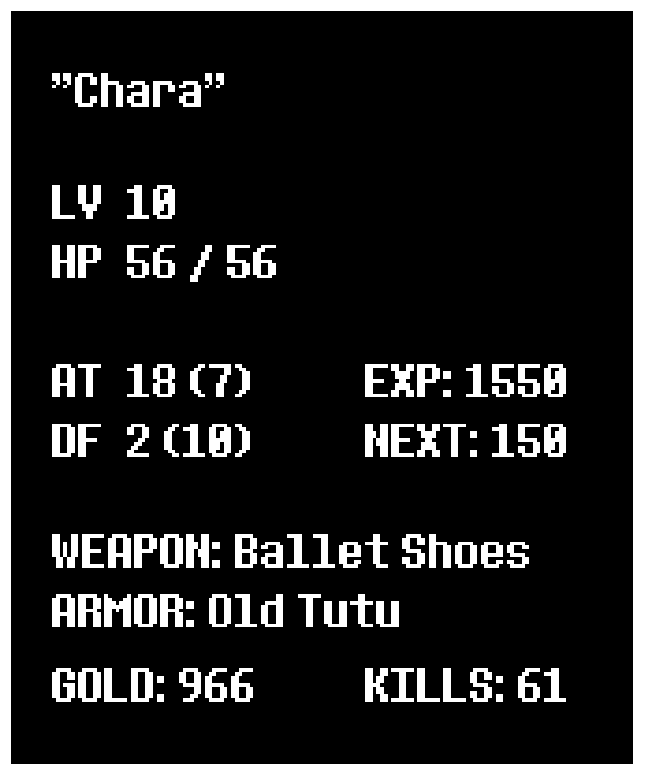 "Chara"
LV 10
HP 56 / 56
AT 18 (7) EXP: 1550
DF 2 (10) NEXT: 150
WEAPON: Ballet Shoes
ARMOR: Old Tutu
GOLD: 966 KILLS: 61